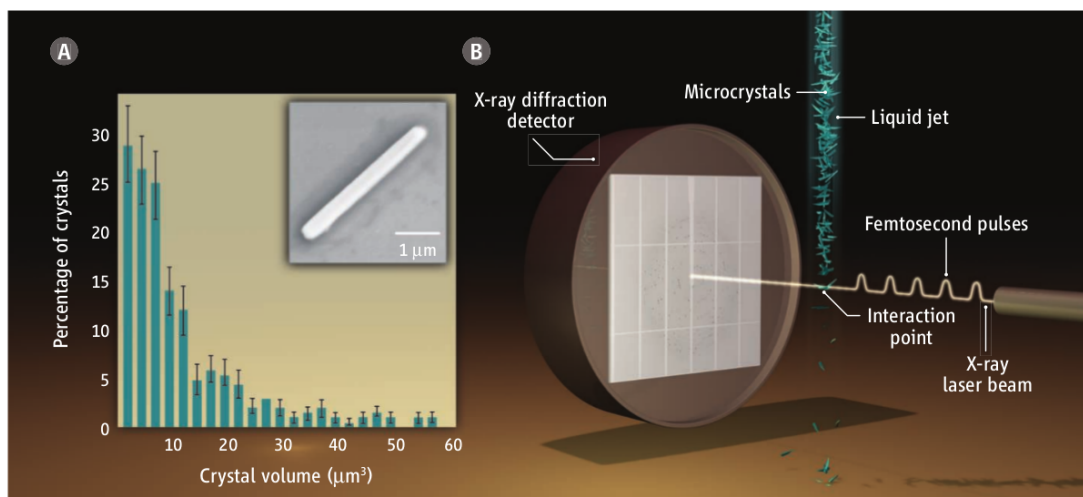 A
B
Percentage of crystals
30
25
20
15
10
5
0
1 μm
10
20
30
40
50
60
Crystal volume (μm³)
X-ray diffraction
detector
Microcrystals
Liquid jet
Femtosecond pulses
Interaction
point
X-ray
laser beam